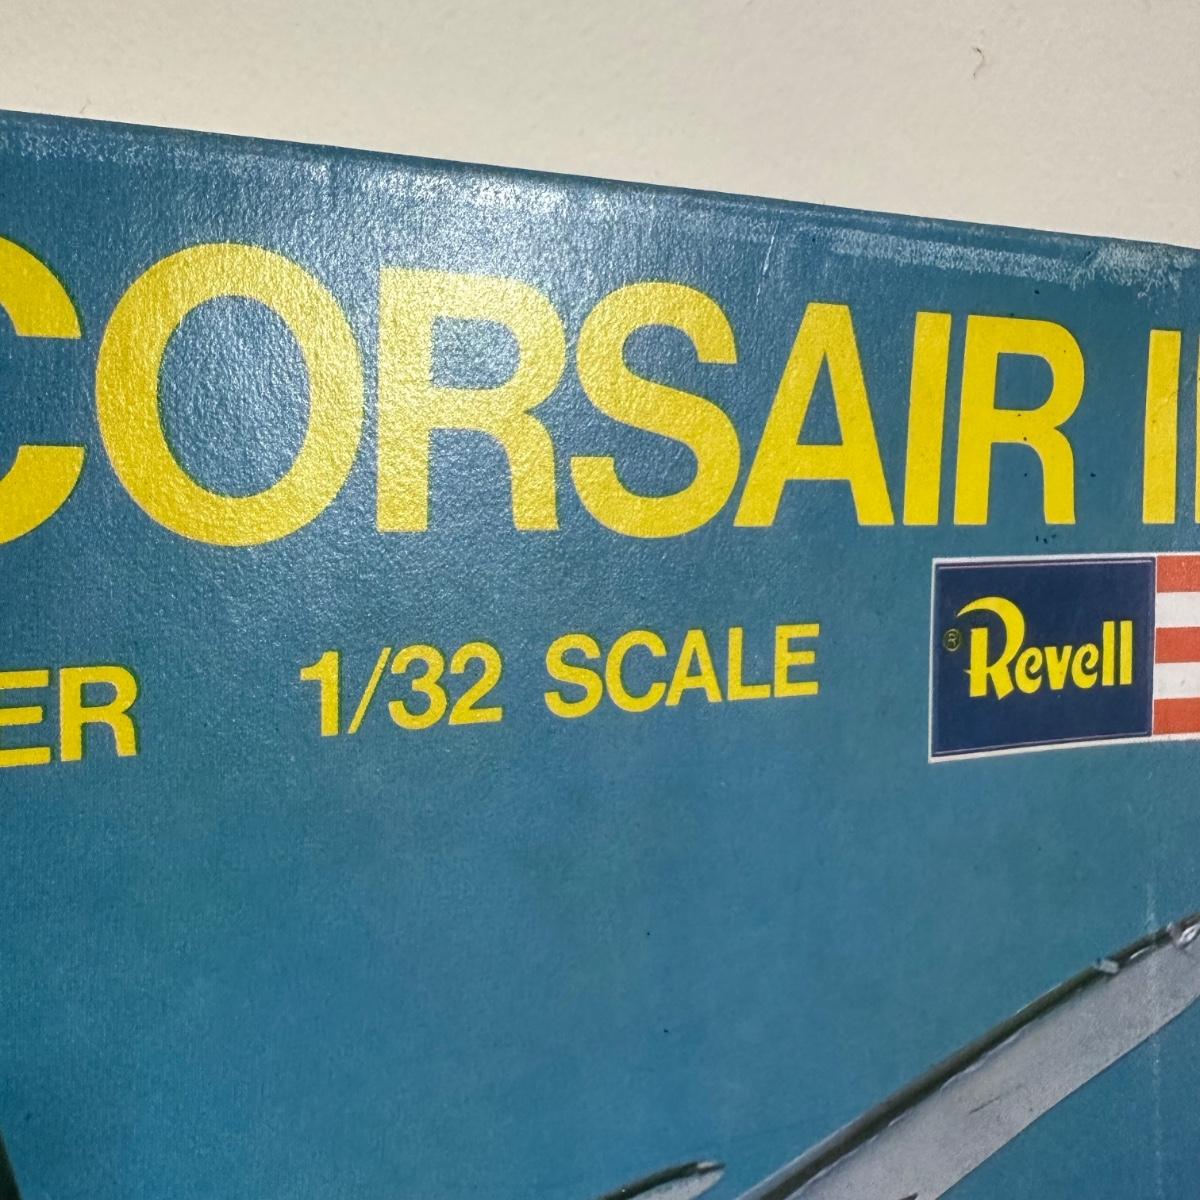 CORSAIR I
ER 1/32 SCALE
® Revell